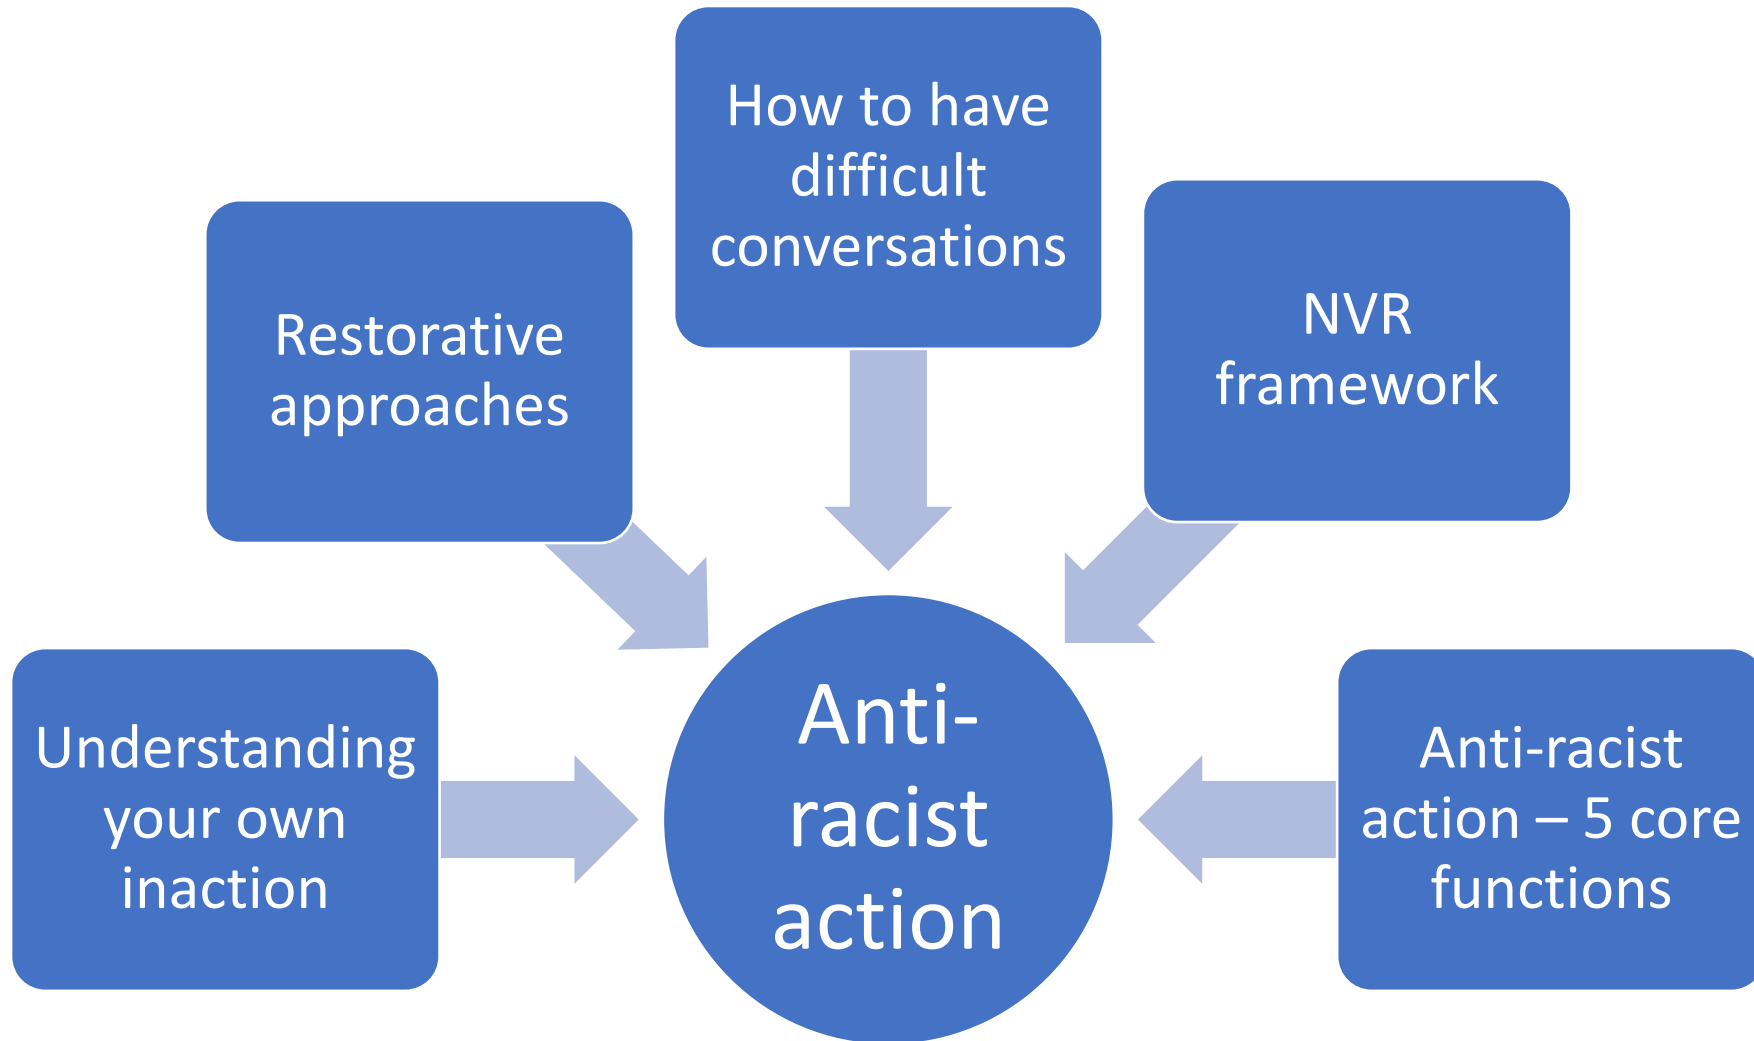 How to have
difficult
conversations
Restorative
approaches
NVR
framework
Understanding
your own
inaction
Anti-
racist
action
Anti-racist
action – 5 core
functions